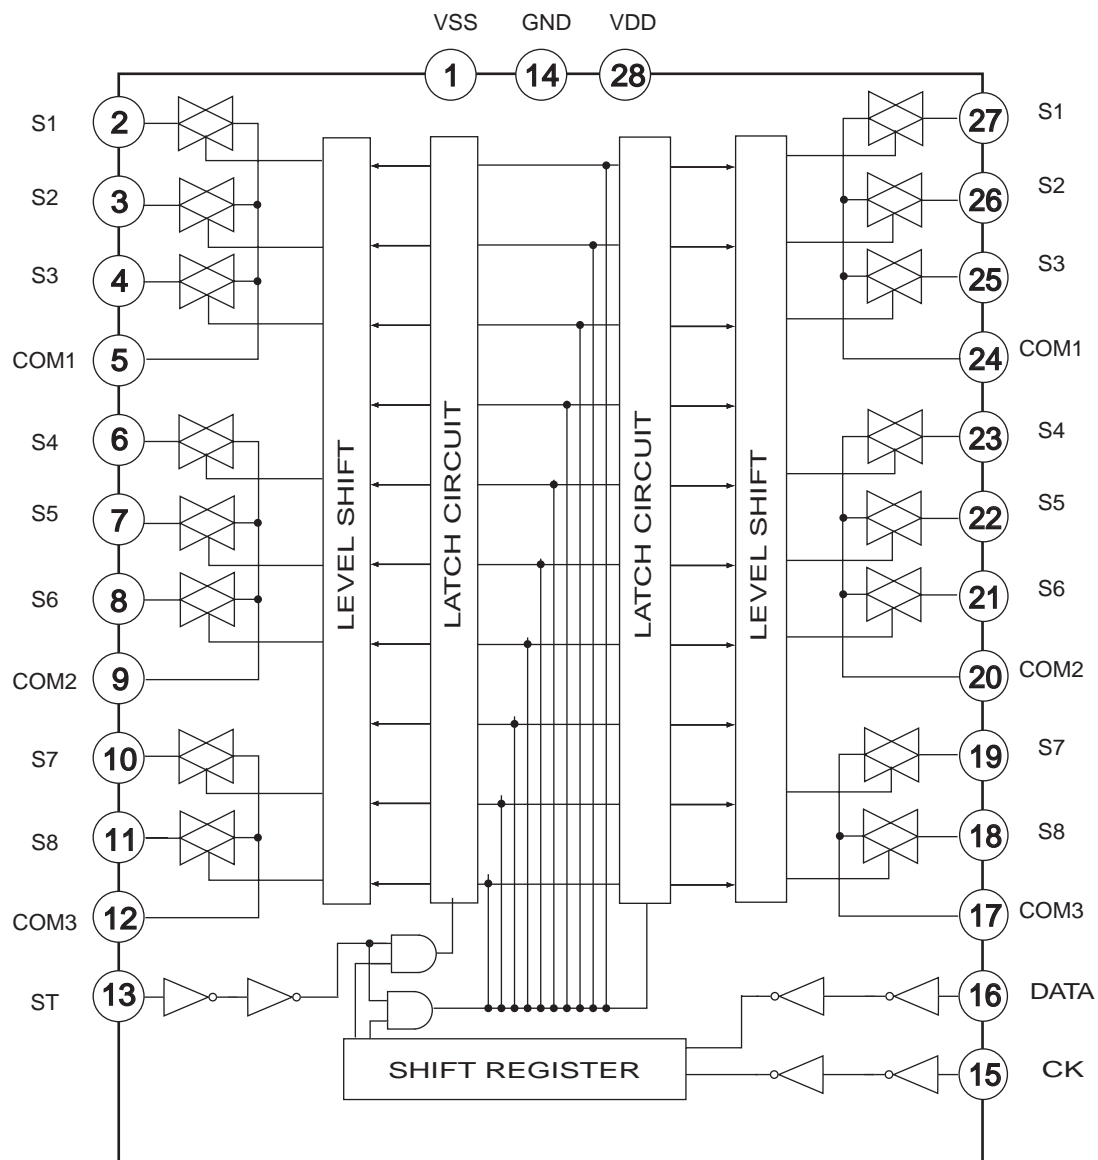 VSS GND VDD
1 14 28
S1 2 27 S1
S2 3 26 S2
S3 4 25 S3
COM1 5 24 COM1
S4 6 23 S4
S5 7 22 S5
S6 8 21 S6
COM2 9 20 COM2
S7 10 19 S7
S8 11 18 S8
COM3 12 17 COM3
LEVEL SHIFT
LATCH CIRCUIT
LATCH CIRCUIT
LEVEL SHIFT
ST 13 16 DATA
SHIFT REGISTER 15 CK